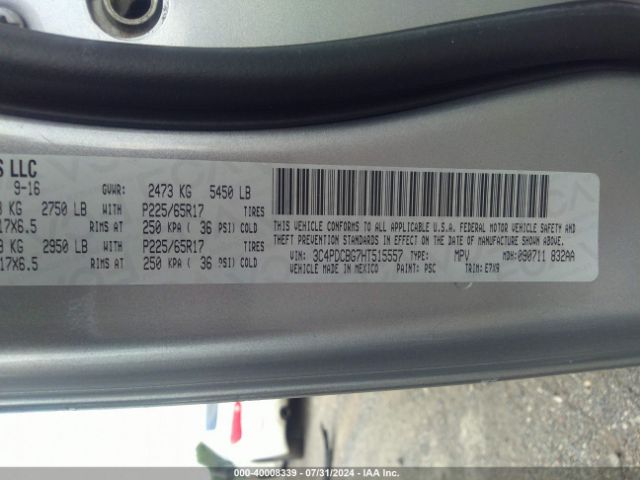 S LLC
9-16 GVWR: 2473 KG 5450 LB
KG 2750 LB WITH P225/65R17 TIRES
17X6.5 RIMS AT 250 KPA ( 36 PSI) COLD
KG 2950 LB WITH P225/65R17 TIRES
17X6.5 RIMS AT 250 KPA ( 36 PSI) COLD
THIS VEHICLE CONFORMS TO ALL APPLICABLE U.S.A. FEDERAL MOTOR VEHICLE SAFETY AND
THEFT PREVENTION STANDARDS IN EFFECT ON THE DATE OF MANUFACTURE SHOWN ABOVE.
VIN: 3C4PDCBG7HT515557 TYPE: MPV MDH:090711 832AA
VEHICLE MADE IN MEXICO PAINT: PSC TRIM: E7X9
000-40008339 - 07/31/2024 - IAA Inc.